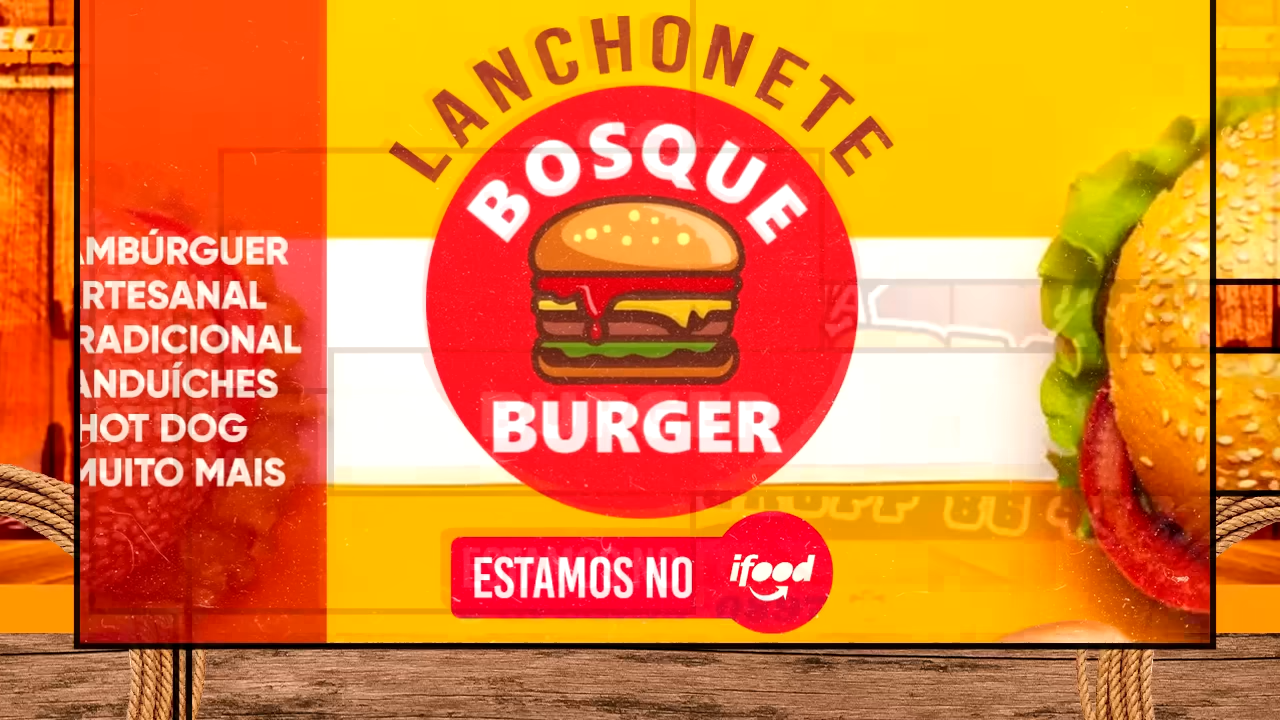 LANCHONETE
BOSQUE
BURGER
AMBÚRGUER
RTESANAL
RADICIONAL
ANDUÍCHES
HOT DOG
MUITO MAIS
ESTAMOS NO ifood